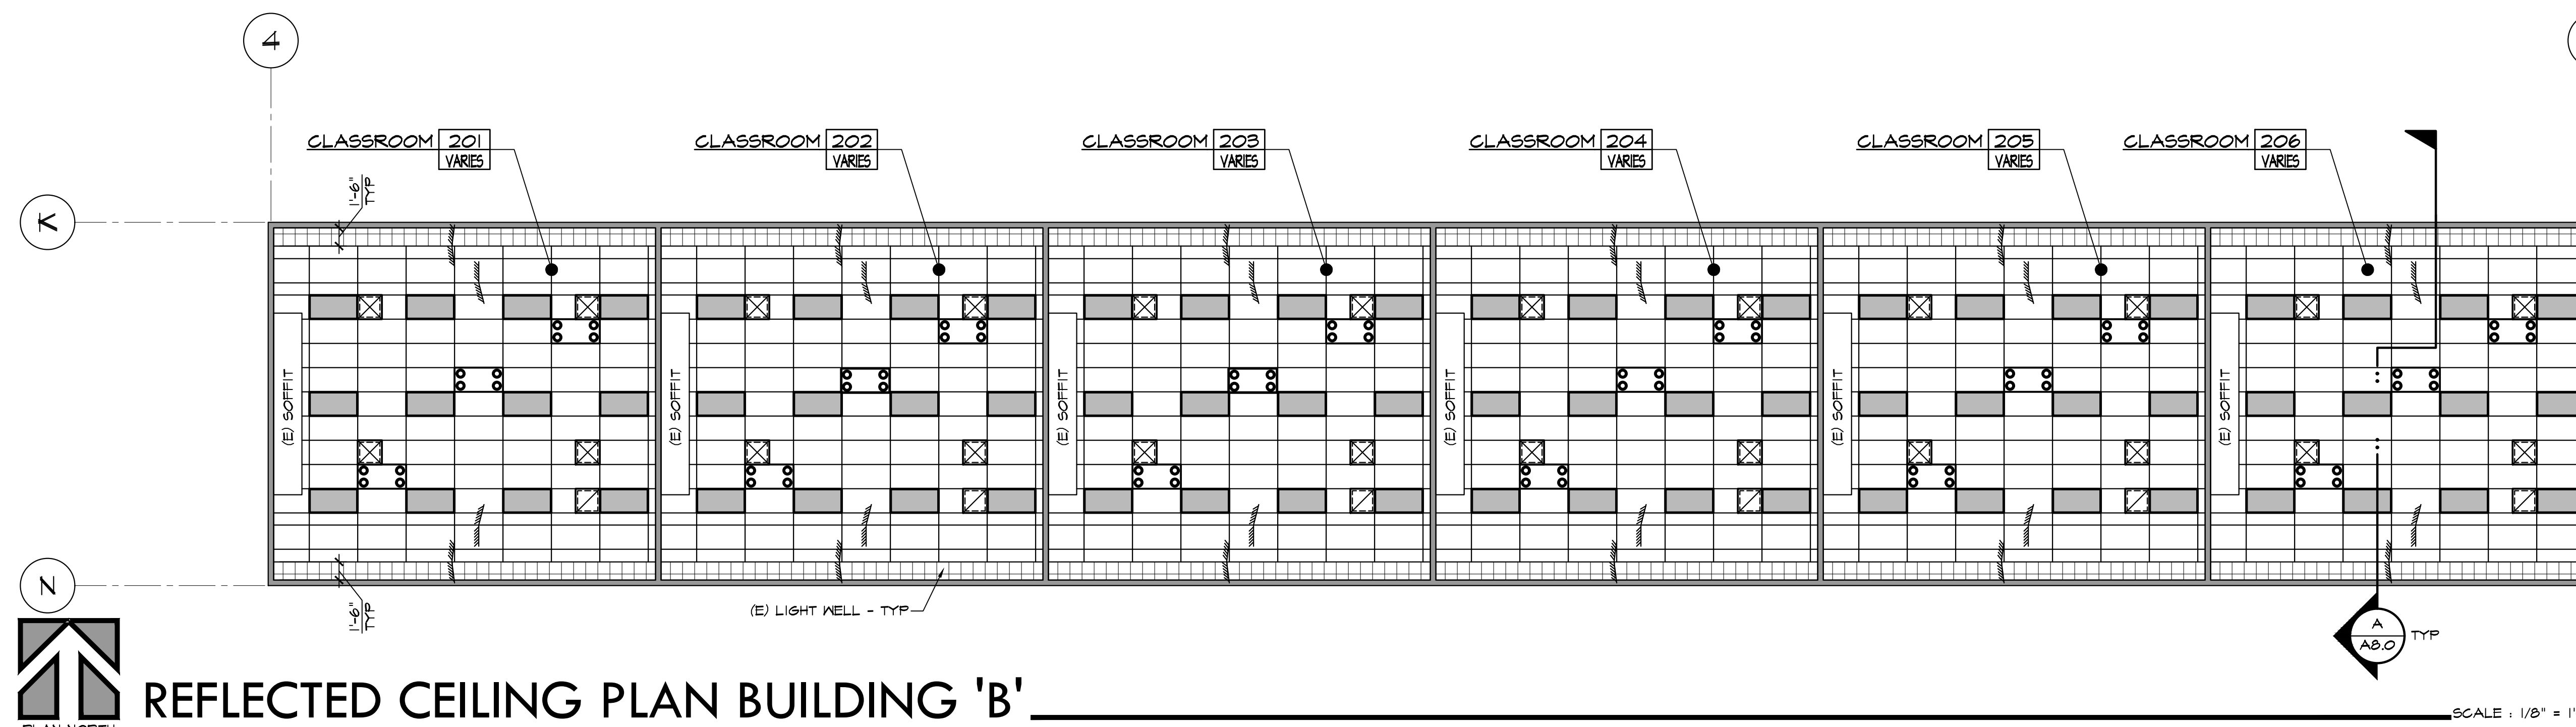 4
CLASSROOM 201
VARIES
CLASSROOM 202
VARIES
CLASSROOM 203
VARIES
CLASSROOM 204
VARIES
CLASSROOM 205
VARIES
CLASSROOM 206
VARIES
1'-6"
TYP
K
(E) SOFFIT
(E) SOFFIT
(E) SOFFIT
(E) SOFFIT
(E) SOFFIT
(E) SOFFIT
N
1'-6"
TYP
(E) LIGHT WELL - TYP
A
A8.0
TYP
PLAN NORTH
REFLECTED CEILING PLAN BUILDING 'B'
SCALE : 1/8" = 1'